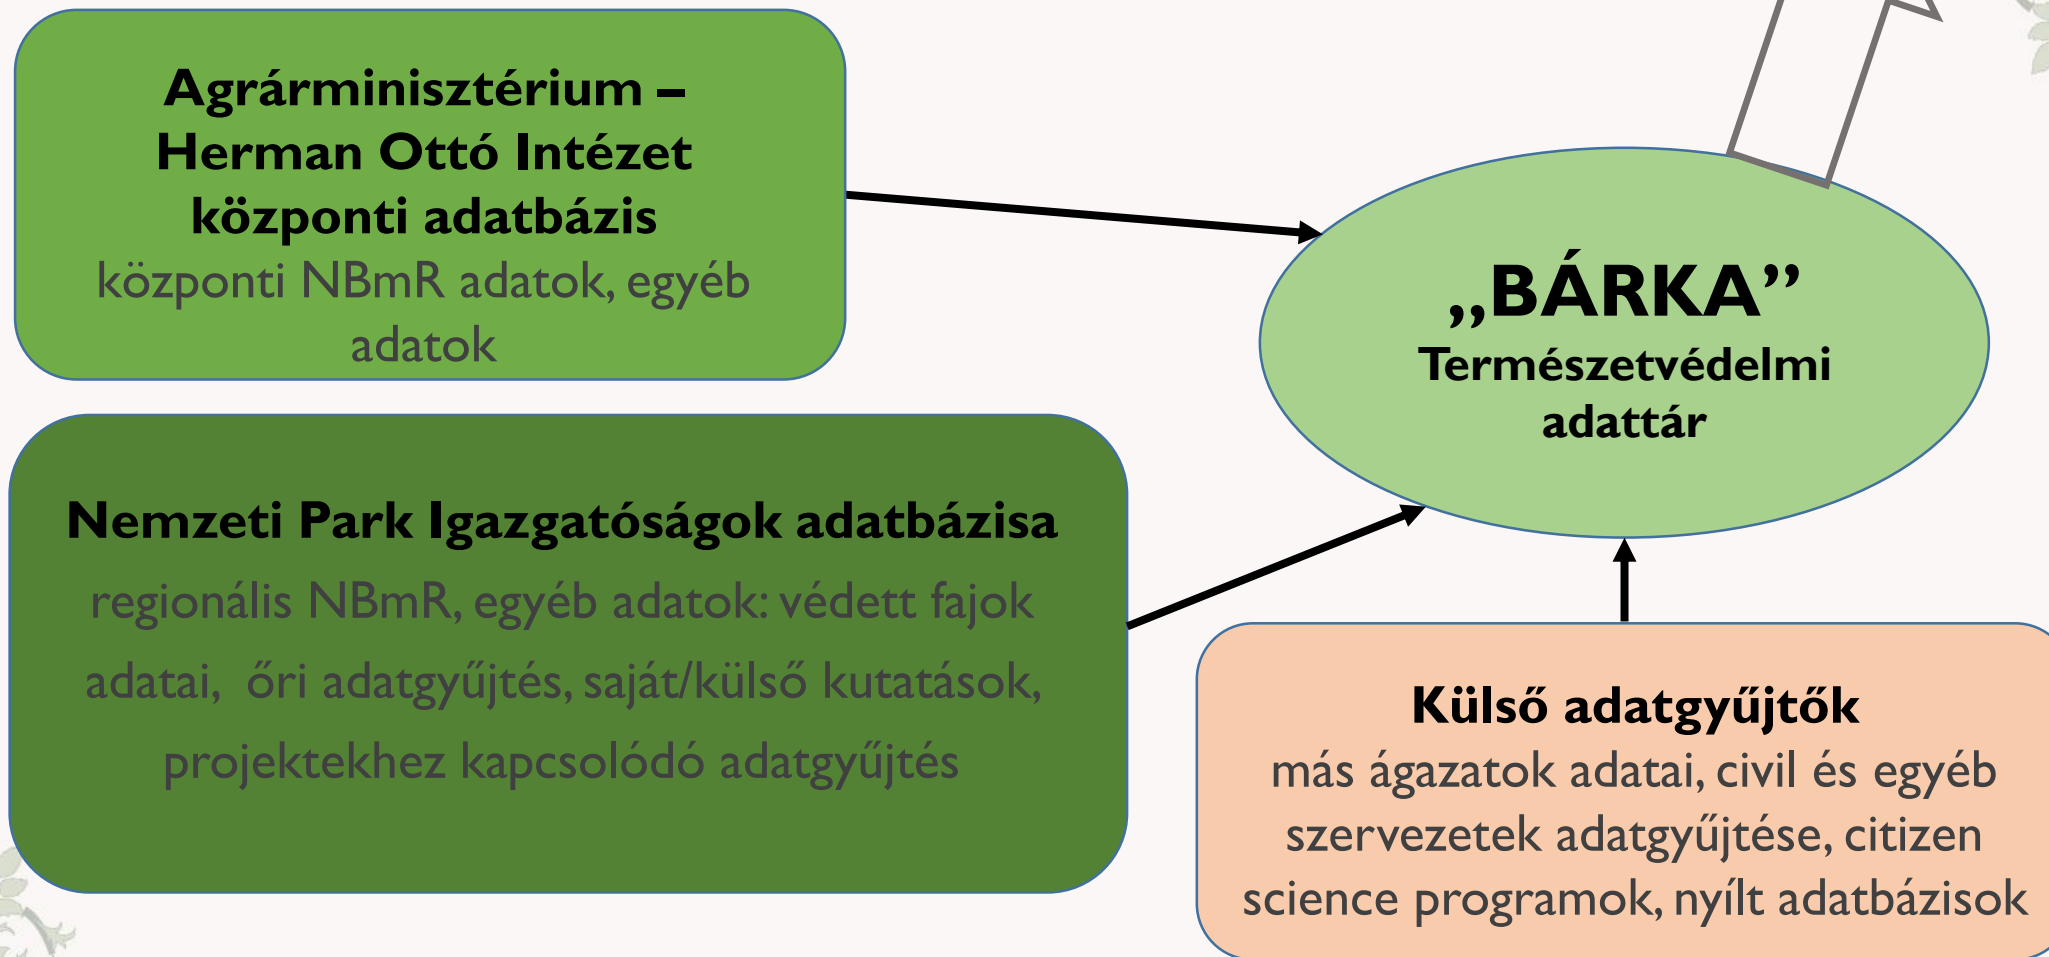 Agrárminisztérium –
Herman Ottó Intézet
központi adatbázis
központi NBmR adatok, egyéb
adatok
„BÁRKA”
Természetvédelmi
adattár
Nemzeti Park Igazgatóságok adatbázisa
regionális NBmR, egyéb adatok: védett fajok
adatai, őri adatgyűjtés, saját/külső kutatások,
projektekhez kapcsolódó adatgyűjtés
Külső adatgyűjtők
más ágazatok adatai, civil és egyéb
szervezetek adatgyűjtése, citizen
science programok, nyílt adatbázisok